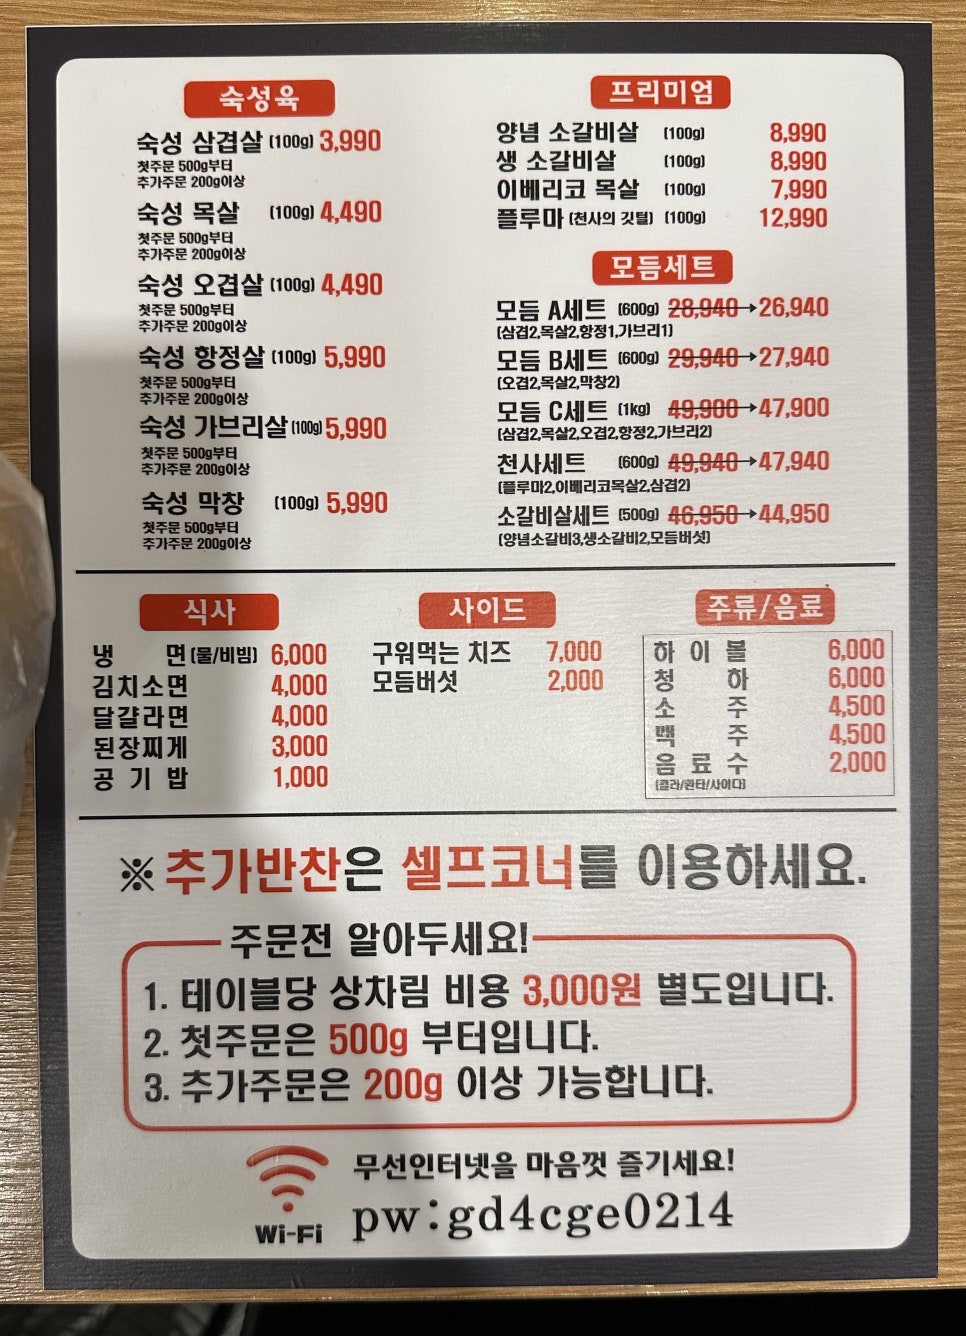 숙성육
숙성 삼겹살 (100g) 3,990
첫주문 500g부터
추가주문 200g이상
숙성 목살 (100g) 4,490
첫주문 500g부터
추가주문 200g이상
숙성 오겹살 (100g) 4,490
첫주문 500g부터
추가주문 200g이상
숙성 항정살 (100g) 5,990
첫주문 500g부터
추가주문 200g이상
숙성 가브리살 (100g) 5,990
첫주문 500g부터
추가주문 200g이상
숙성 막창 (100g) 5,990
첫주문 500g부터
추가주문 200g이상
프리미엄
양념 소갈비살 (100g) 8,990
생 소갈비살 (100g) 8,990
이베리코 목살 (100g) 7,990
플루마 (천사의 깃털) (100g) 12,990
모듬세트
모듬 A세트 (600g) 28,940→26,940
(삼겹2,목살2,항정1,가브리1)
모듬 B세트 (600g) 29,940→27,940
(오겹2,목살2,막창2)
모듬 C세트 (1kg) 49,900→47,900
(삼겹2,목살2,오겹2,항정2,가브리2)
천사세트 (600g) 49,940→47,940
(플루마2,이베리코목살2,삼겹2)
소갈비살세트 (500g) 46,950→44,950
(양념소갈비3,생소갈비2,모듬버섯)
식사
냉 면 (물/비빔) 6,000
김치소면 4,000
달걀라면 4,000
된장찌게 3,000
공 기 밥 1,000
사이드
구워먹는 치즈 7,000
모듬버섯 2,000
주류/음료
하 이 볼 6,000
청 하 6,000
소 주 4,500
맥 주 4,500
음 료 수 2,000
(콜라/환타/사이다)
※추가반찬은 셀프코너를 이용하세요.
주문전 알아두세요!
1. 테이블당 상차림 비용 3,000원 별도입니다.
2. 첫주문은 500g 부터입니다.
3. 추가주문은 200g 이상 가능합니다.
무선인터넷을 마음껏 즐기세요!
Wi-Fi pw:gd4cge0214